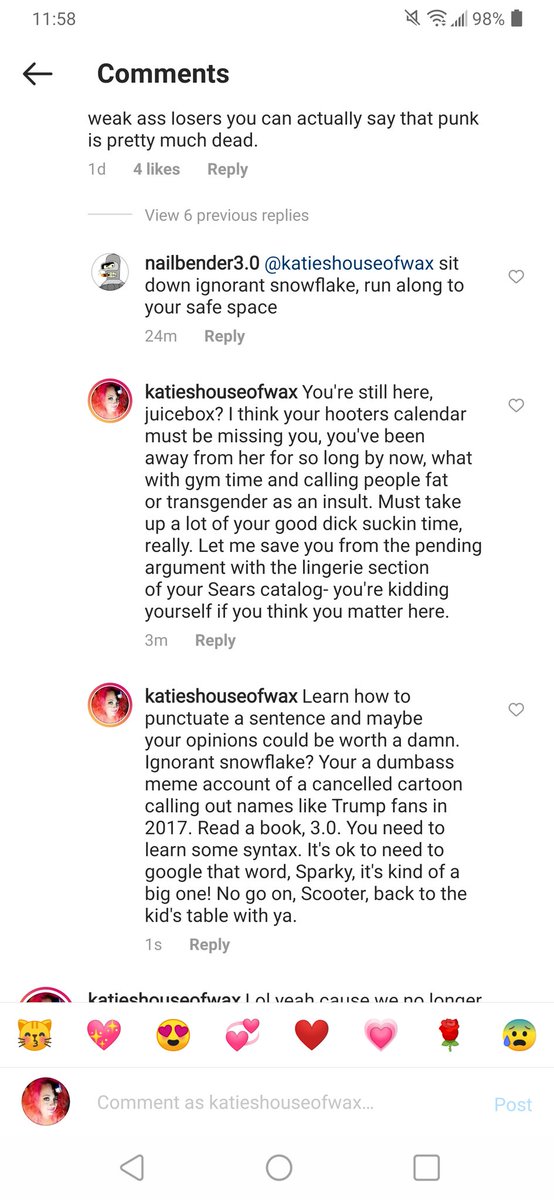 11:58
98%
Comments
weak ass losers you can actually say that punk
is pretty much dead.
1d 4 likes Reply
View 6 previous replies
nailbender3.0 @katieshouseofwax sit
down ignorant snowflake, run along to
your safe space
24m Reply
katieshouseofwax You're still here,
juicebox? I think your hooters calendar
must be missing you, you've been
away from her for so long by now, what
with gym time and calling people fat
or transgender as an insult. Must take
up a lot of your good dick suckin time,
really. Let me save you from the pending
argument with the lingerie section
of your Sears catalog- you're kidding
yourself if you think you matter here.
3m Reply
katieshouseofwax Learn how to
punctuate a sentence and maybe
your opinions could be worth a damn.
Ignorant snowflake? Your a dumbass
meme account of a cancelled cartoon
calling out names like Trump fans in
2017. Read a book, 3.0. You need to
learn some syntax. It's ok to need to
google that word, Sparky, it's kind of a
big one! No go on, Scooter, back to the
kid's table with ya.
1s Reply
katieshouseofwax Lol yeah cause we no longer
Comment as katieshouseofwax...
Post